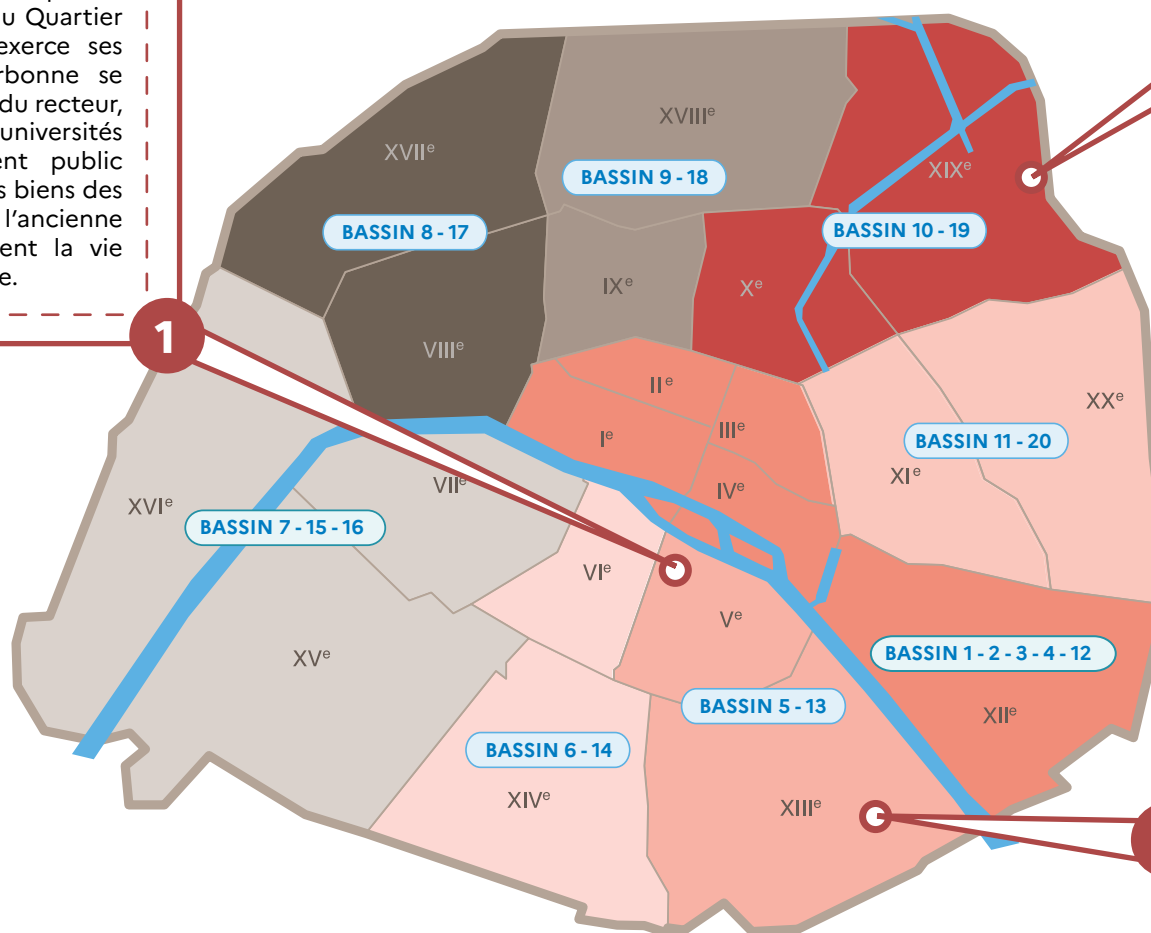 u Quartier
exerce ses
rbonne se
du recteur,
universités
ent public
s biens des
l'ancienne
ent la vie
e.
1
XVIIᵉ
XVIIIᵉ
XIXᵉ
BASSIN 9 - 18
BASSIN 8 - 17
BASSIN 10 - 19
IXᵉ
Xᵉ
VIIIᵉ
IIᵉ
XXᵉ
Iᵉ
IIIᵉ
BASSIN 11 - 20
XIᵉ
VIIᵉ
IVᵉ
XVIᵉ
BASSIN 7 - 15 - 16
VIᵉ
Vᵉ
XVᵉ
BASSIN 1 - 2 - 3 - 4 - 12
BASSIN 5 - 13
XIIᵉ
BASSIN 6 - 14
XIVᵉ
XIIIᵉ